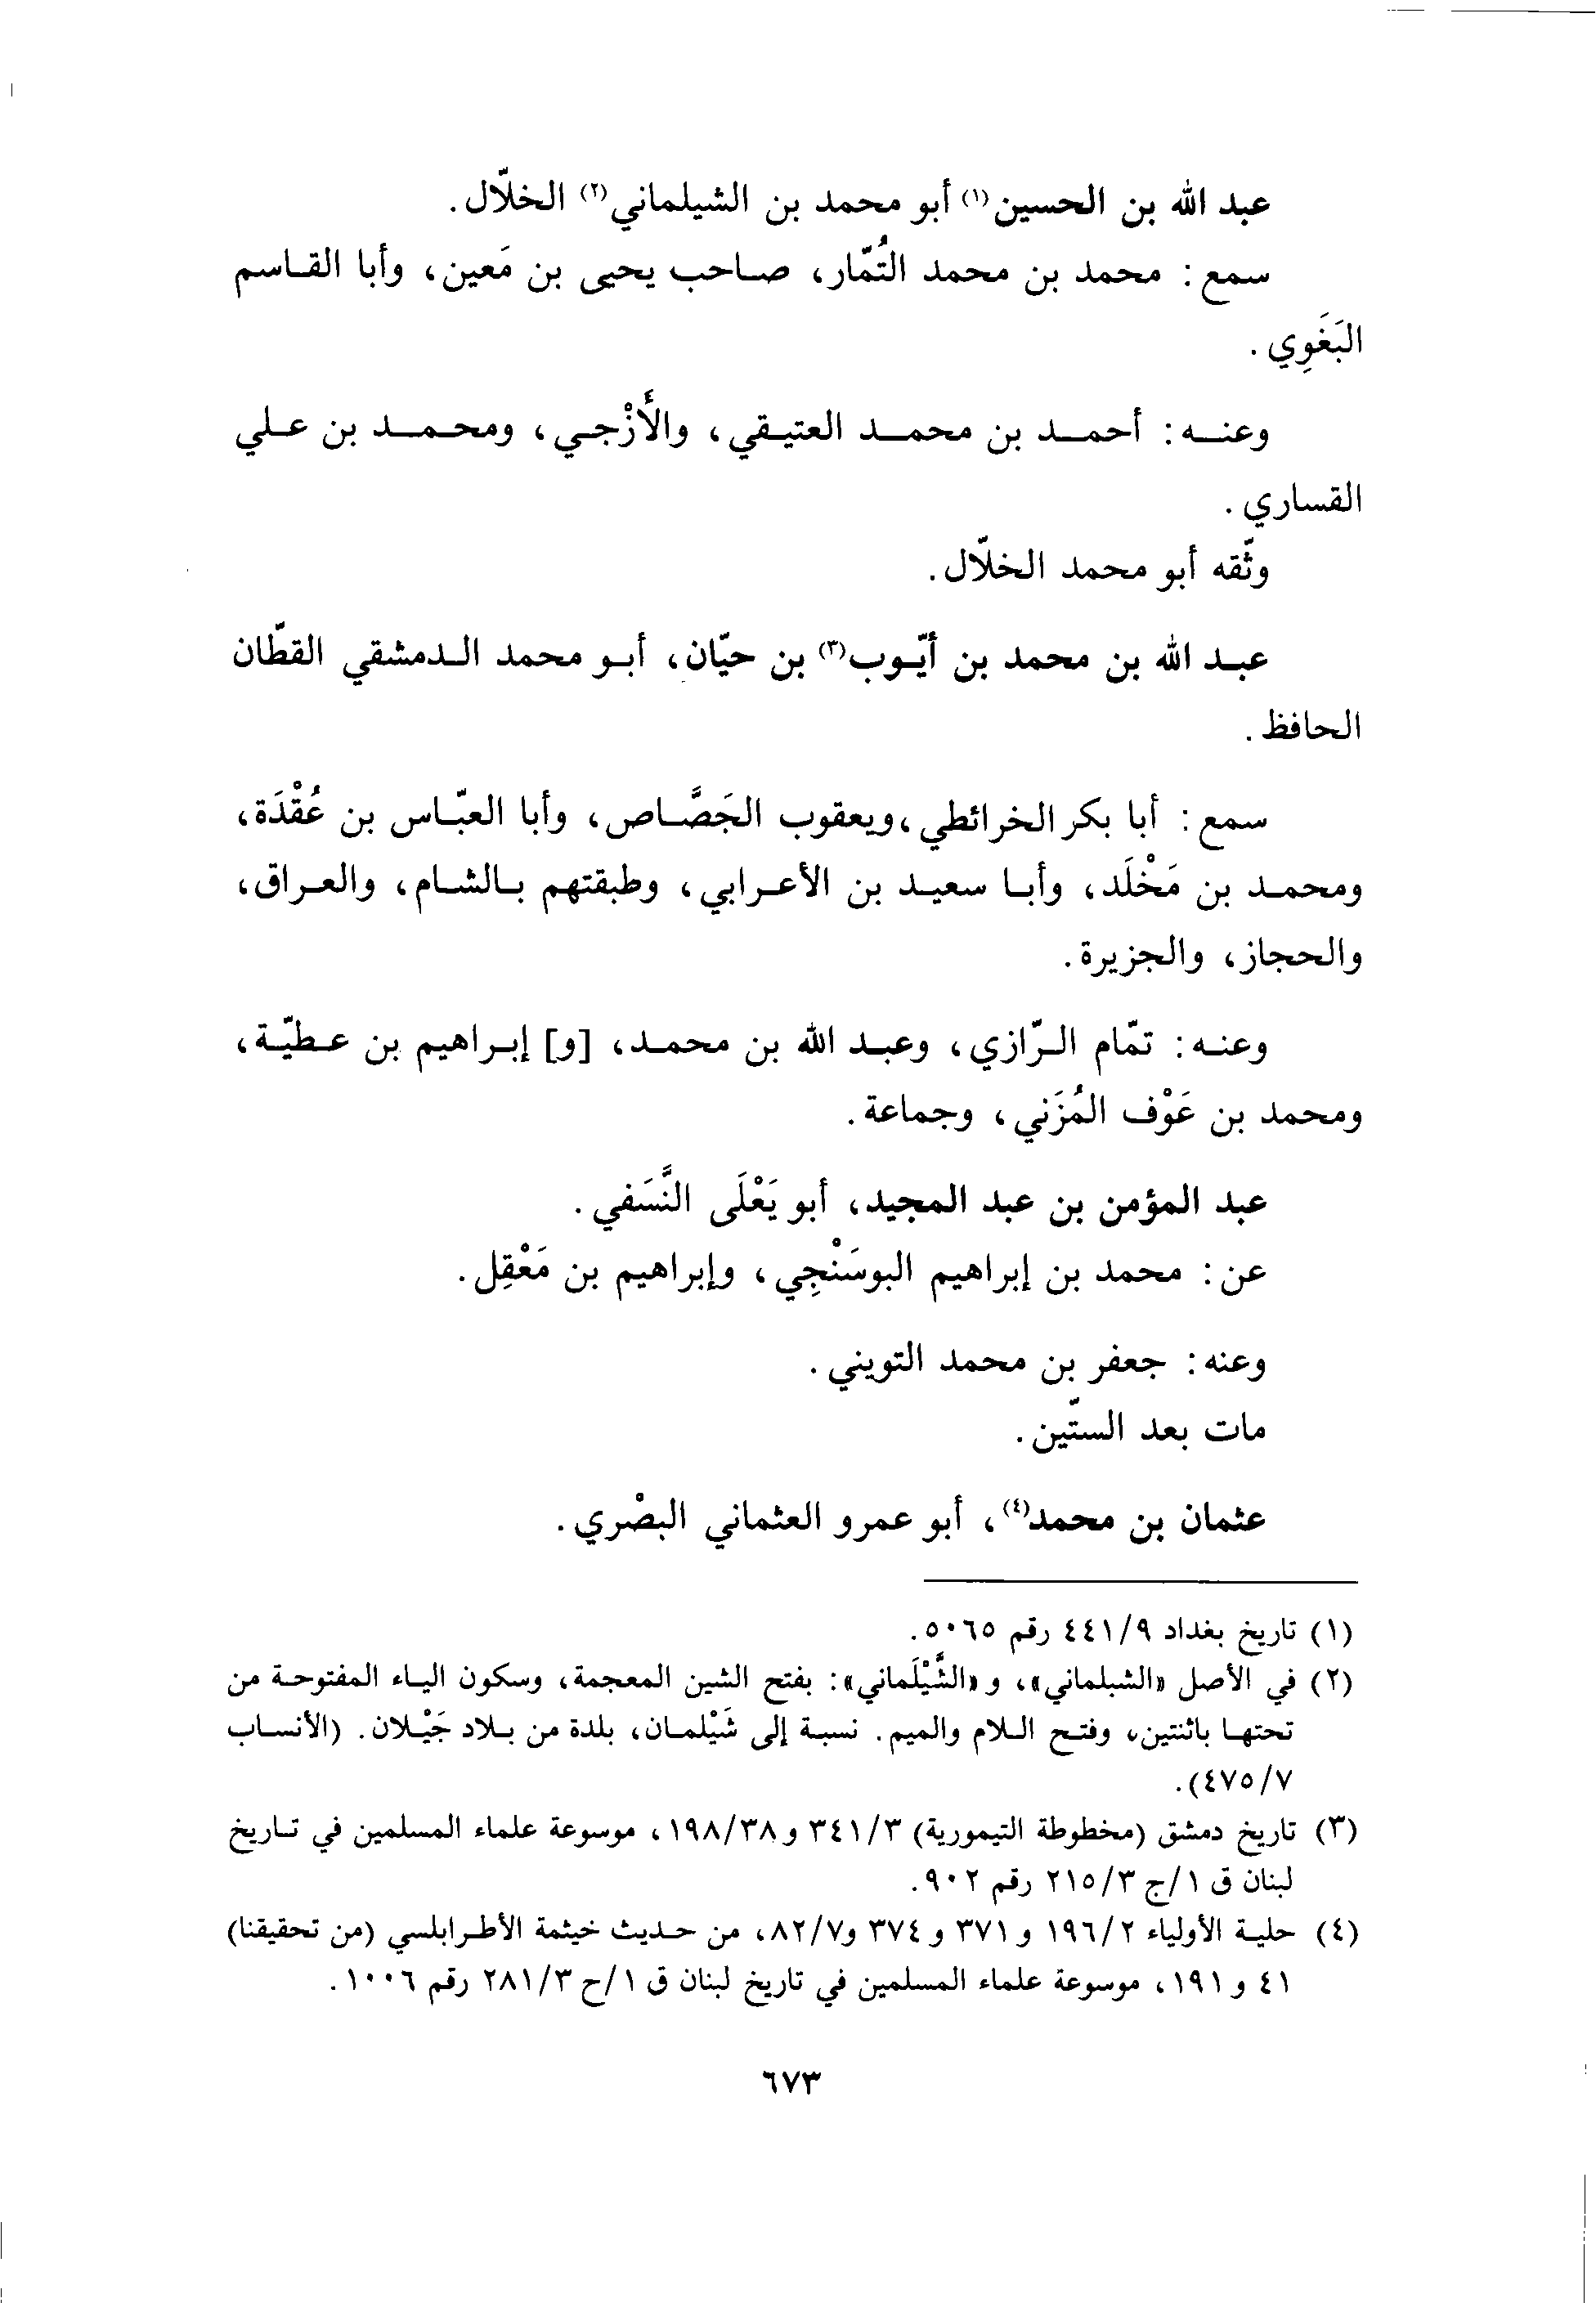 عبد الله بن الحسين(١) أبو محمد بن الشيلماني(٢) الخلّال.
سمع: محمد بن محمد التُمّار، صاحب يحيى بن مَعين، وأبا القاسم
البَغَوِي.
وعنه: أحمد بن محمد العتيقي، والأَزْجي، ومحمد بن علي
القساري.
وثّقه أبو محمد الخلّال.
عبد الله بن محمد بن أيّوب(٣) بن حيّان، أبو محمد الدمشقي القطّان
الحافظ.
سمع: أبا بكر الخرائطي، ويعقوب الجَصَّاص، وأبا العبّاس بن عُقْدَة،
ومحمد بن مَخْلَد، وأبا سعيد بن الأعرابي، وطبقتهم بالشام، والعراق،
والحجاز، والجزيرة.
وعنه: تمّام الرّازي، وعبد الله بن محمد، [و] إبراهيم بن عطيّة،
ومحمد بن عَوْف المُزَني، وجماعة.
عبد المؤمن بن عبد المجيد، أبو يَعْلَى النَّسَفي.
عن: محمد بن إبراهيم البوسَنْجِي، وإبراهيم بن مَعْقِل.
وعنه: جعفر بن محمد التويني.
مات بعد الستّين.
عثمان بن محمد(٤)، أبو عمرو العثماني البصْري.
(١) تاريخ بغداد ٤٤١/٩ رقم ٥٠٦٥.
(٢) في الأصل «الشبلماني»، و «الشَّيْلَماني»: بفتح الشين المعجمة، وسكون الياء المفتوحة من
تحتها باثنتين، وفتح اللام والميم. نسبة إلى شَيْلمان، بلدة من بلاد جَيْلان. (الأنساب
٤٧٥/٧).
(٣) تاريخ دمشق (مخطوطة التيمورية) ٣٤١/٣ و١٩٨/٣٨، موسوعة علماء المسلمين في تاريخ
لبنان ق ١/ج ٢١٥/٣ رقم ٩٠٢.
(٤) حلية الأولياء ١٩٦/٢ و ٣٧١ و ٣٧٤ و٨٢/٧، من حديث خيثمة الأطرابلسي (من تحقيقنا)
٤١ و ١٩١، موسوعة علماء المسلمين في تاريخ لبنان ق ١/ح ٢٨١/٣ رقم ١٠٠٦.
٦٧٣